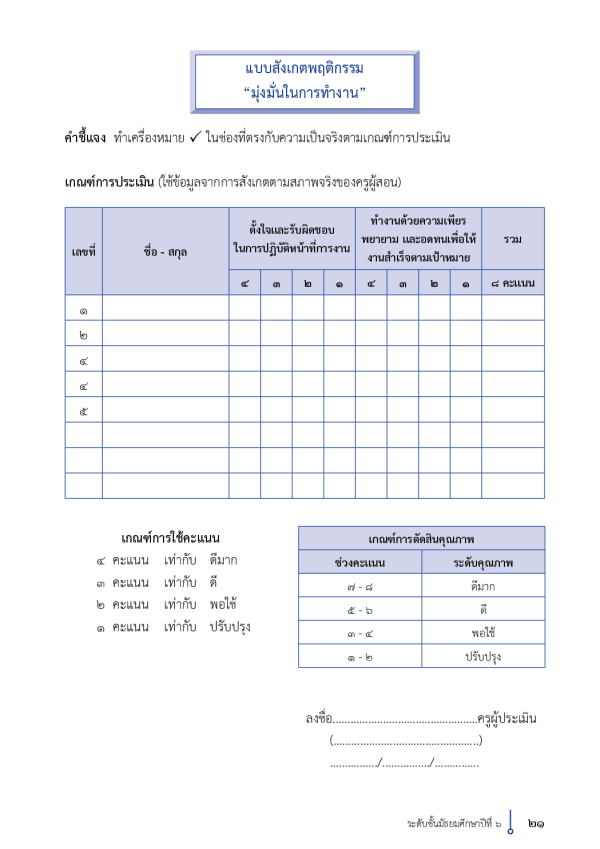 แบบสังเกตพฤติกรรม
“มุ่งมั่นในการทำงาน”
คำชี้แจง ทำเครื่องหมาย ✓ ในช่องที่ตรงกับความเป็นจริงตามเกณฑ์การประเมิน
เกณฑ์การประเมิน (ใช้ข้อมูลจากการสังเกตตามสภาพจริงของครูผู้สอน)
เลขที่
ชื่อ - สกุล
ตั้งใจและรับผิดชอบ
ในการปฏิบัติหน้าที่การงาน
ทำงานด้วยความเพียร
พยายาม และอดทนเพื่อให้
งานสำเร็จตามเป้าหมาย
รวม
๔ ๓ ๒ ๑ ๔ ๓ ๒ ๑ ๘ คะแนน
๑
๒
๔
๔
๕
เกณฑ์การใช้คะแนน
๔ คะแนน เท่ากับ ดีมาก
๓ คะแนน เท่ากับ ดี
๒ คะแนน เท่ากับ พอใช้
๑ คะแนน เท่ากับ ปรับปรุง
เกณฑ์การตัดสินคุณภาพ
ช่วงคะแนน ระดับคุณภาพ
๗ - ๘ ดีมาก
๕ - ๖ ดี
๓ - ๔ พอใช้
๑ - ๒ ปรับปรุง
ลงชื่อ.................................................ครูผู้ประเมิน
(.................................................)
................/................/...............
ระดับชั้นมัธยมศึกษาปีที่ ๖ ๒๑